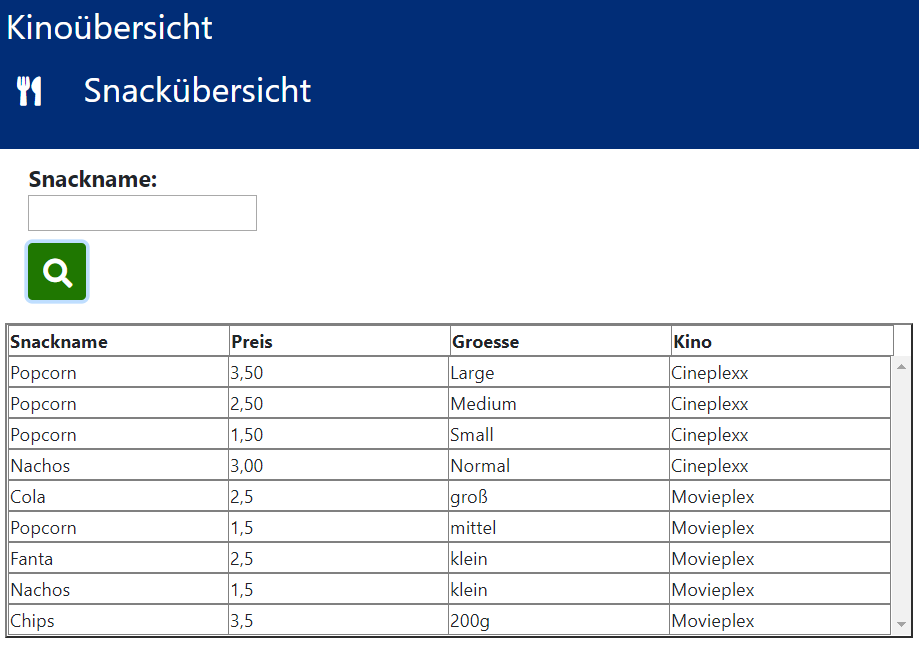 Kinoübersicht
Snackübersicht
Snackname:
Snackname Preis Groesse Kino
Popcorn 3,50 Large Cineplexx
Popcorn 2,50 Medium Cineplexx
Popcorn 1,50 Small Cineplexx
Nachos 3,00 Normal Cineplexx
Cola 2,5 groß Movieplex
Popcorn 1,5 mittel Movieplex
Fanta 2,5 klein Movieplex
Nachos 1,5 klein Movieplex
Chips 3,5 200g Movieplex